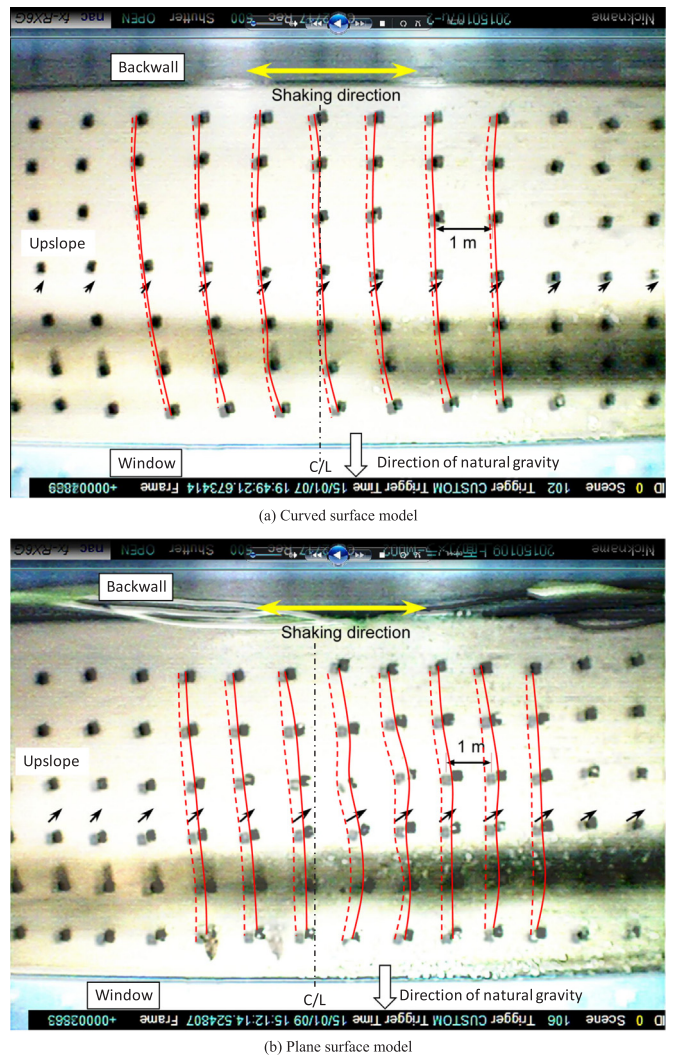 Backwall
Shaking direction
Upslope
1 m
Window
C/L
Direction of natural gravity
ID 0 Scene 102 Trigger CUSTOM Trigger Time 15/01/07 19:49:21.673414 Frame +00004869
(a) Curved surface model
Backwall
Shaking direction
Upslope
1 m
Window
C/L
Direction of natural gravity
ID 0 Scene 106 Trigger CUSTOM Trigger Time 15/01/09 15:12:14.524807 Frame +00003863
(b) Plane surface model